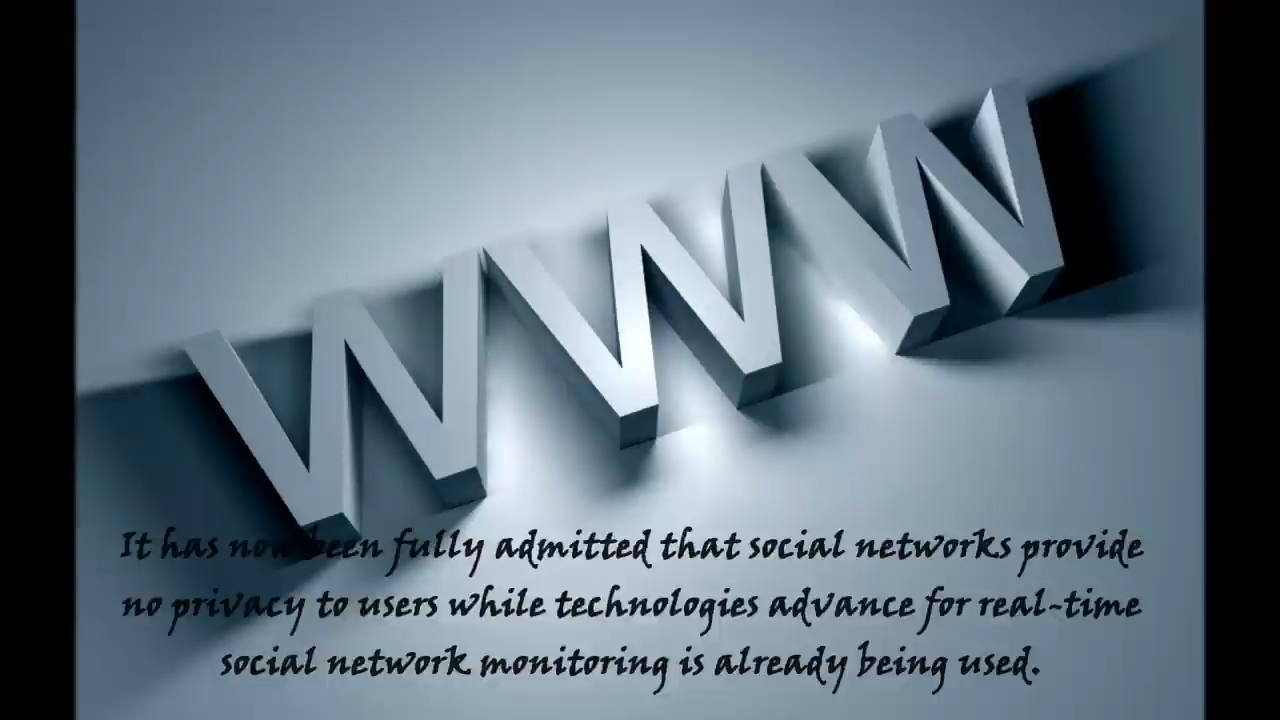 WWW
It has now been fully admitted that social networks provide
no privacy to users while technologies advance for real-time
social network monitoring is already being used.